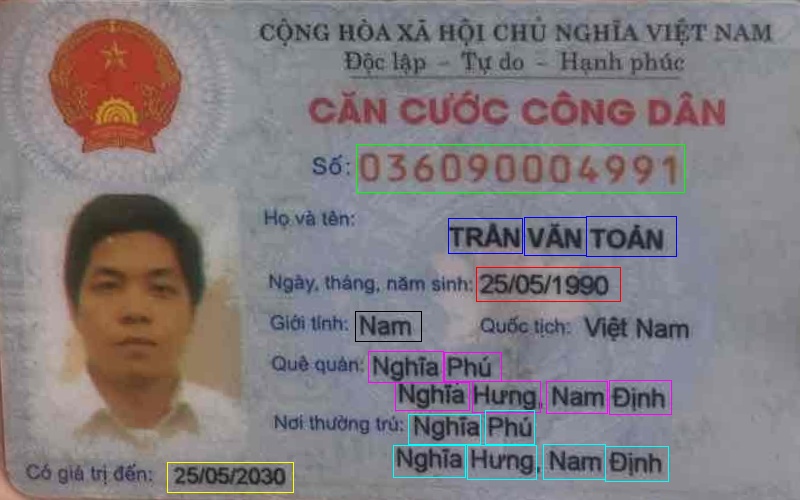 CỘNG HÒA XÃ HỘI CHỦ NGHĨA VIỆT NAM
Độc lập - Tự do - Hạnh phúc
CĂN CƯỚC CÔNG DÂN
Số: 036090004991
Họ và tên:
TRẦN VĂN TOẢN
Ngày, tháng, năm sinh: 25/05/1990
Giới tính: Nam Quốc tịch: Việt Nam
Quê quán: Nghĩa Phú
Nghĩa Hưng, Nam Định
Nơi thường trú: Nghĩa Phú
Nghĩa Hưng, Nam Định
Có giá trị đến: 25/05/2030